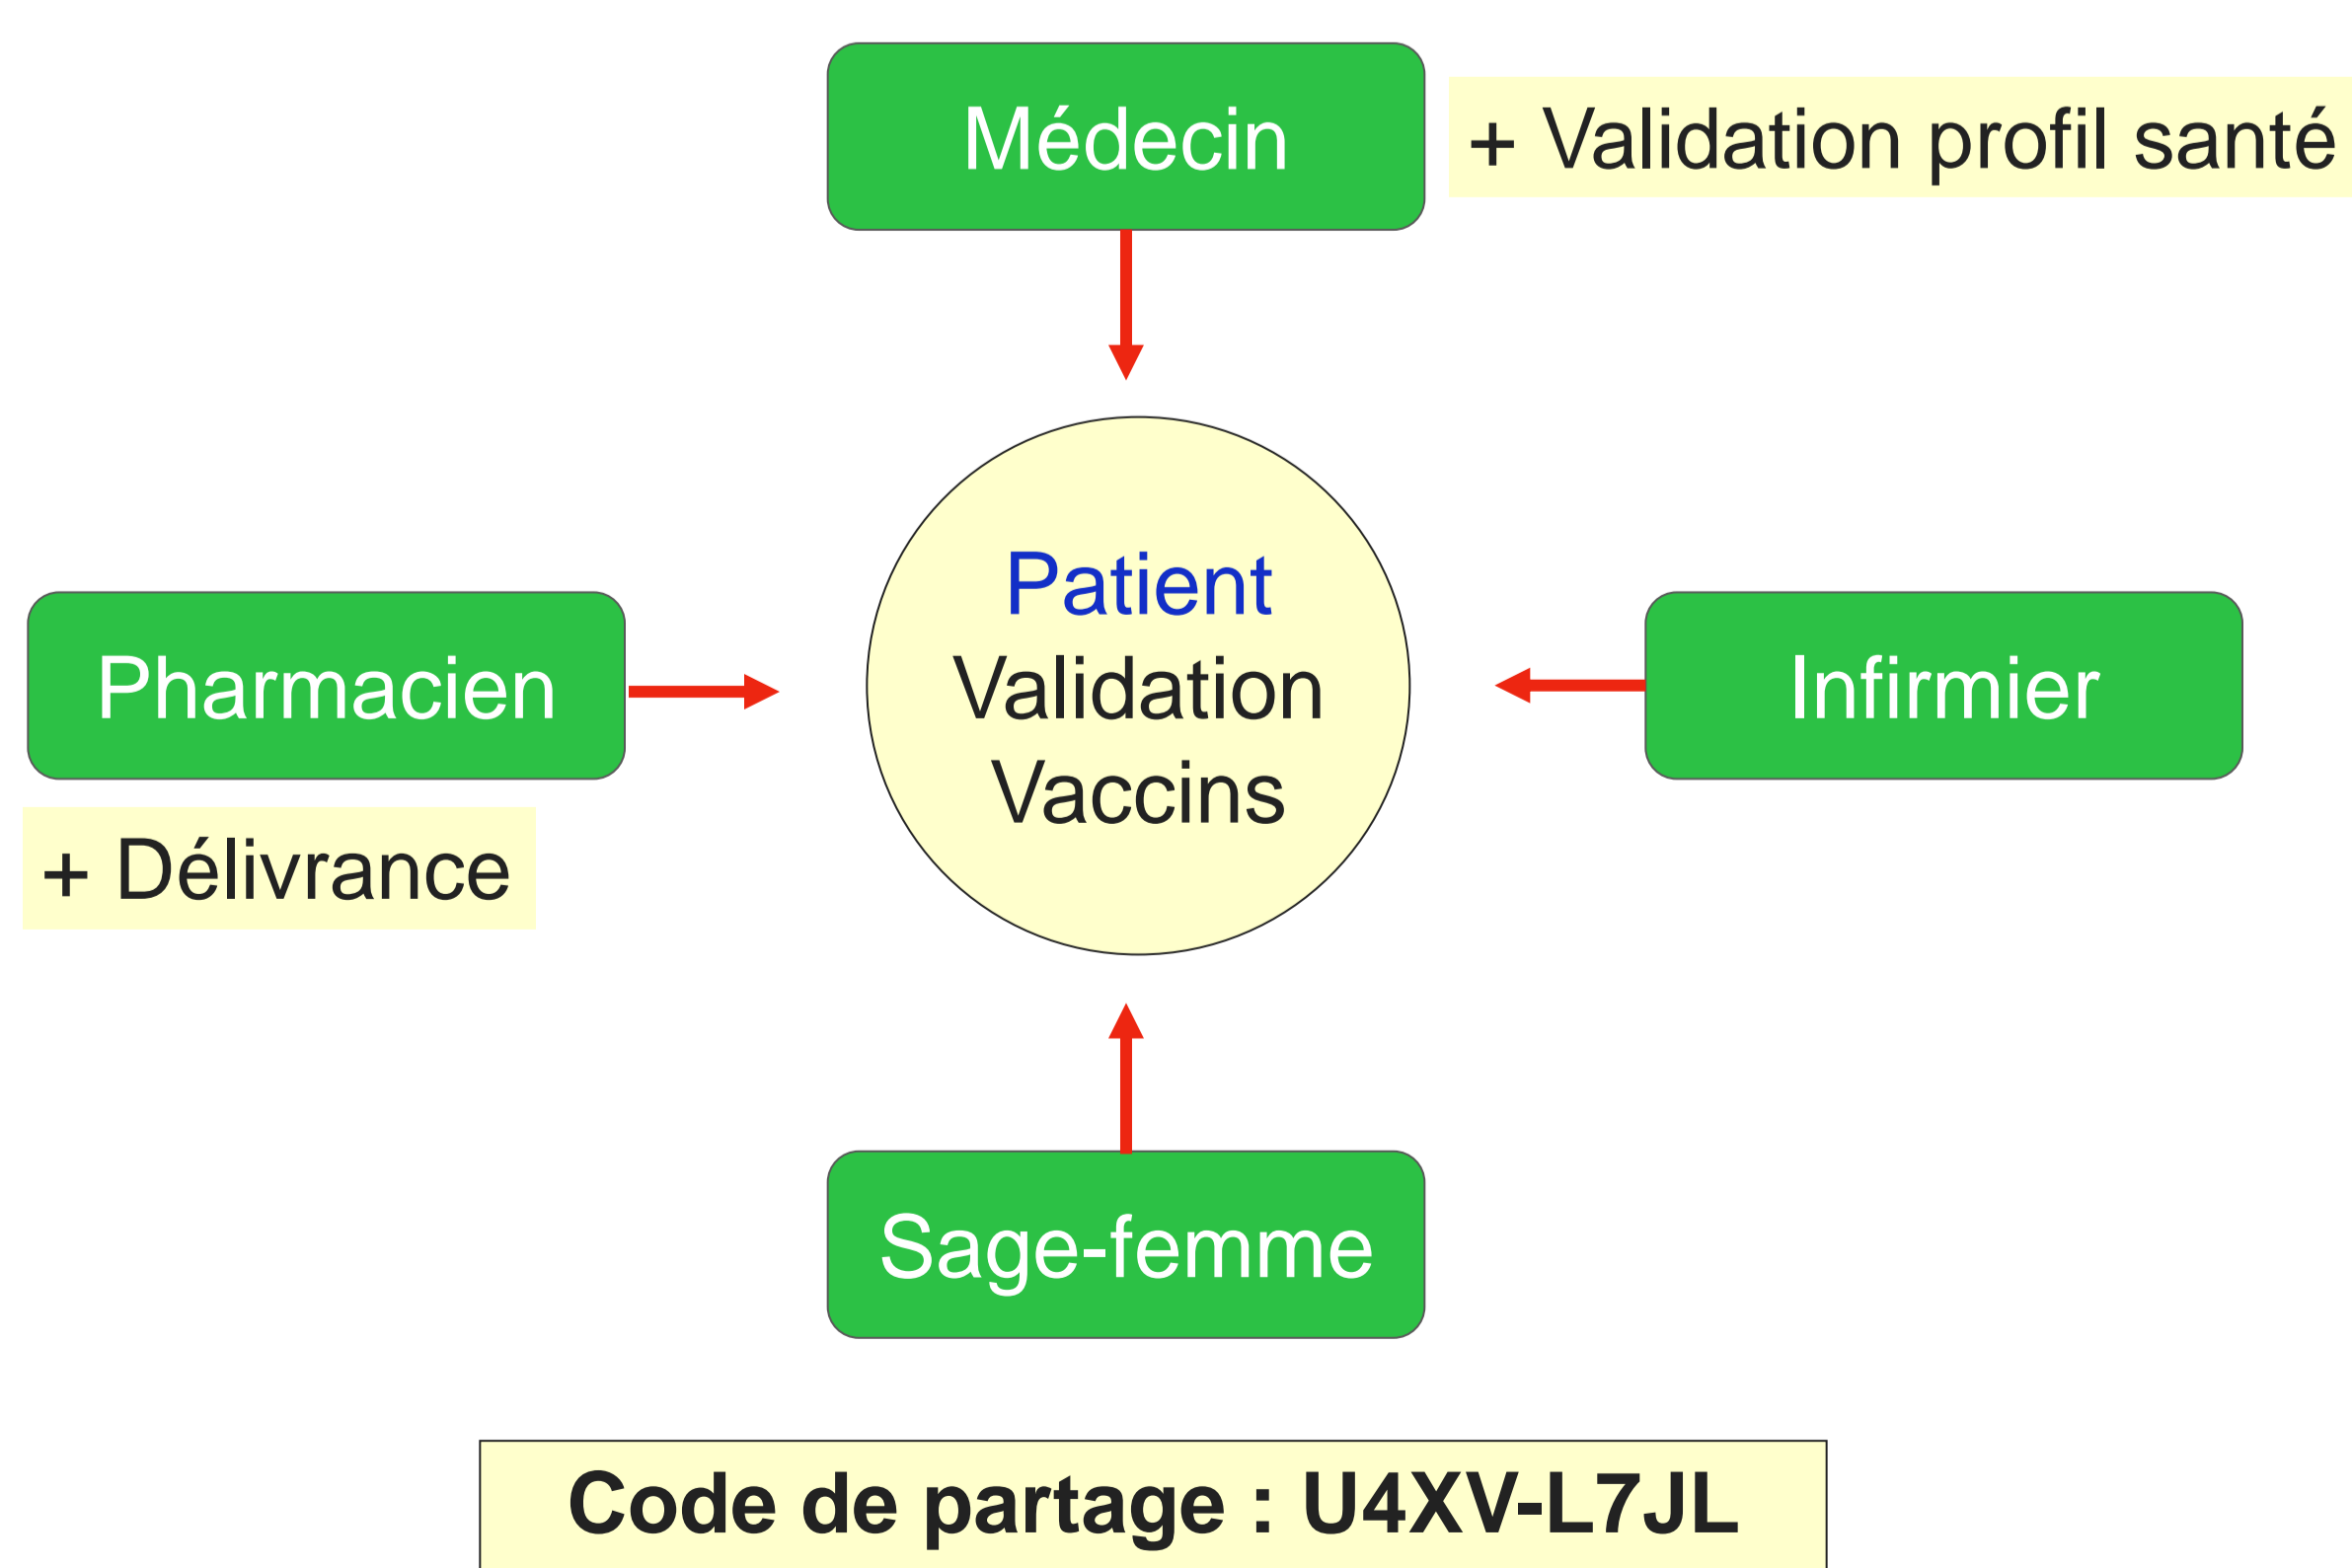 Médecin
+ Validation profil santé
Patient
Validation
Vaccins
Pharmacien
Infirmier
+ Délivrance
Sage-femme
Code de partage : U4XV-L7JL